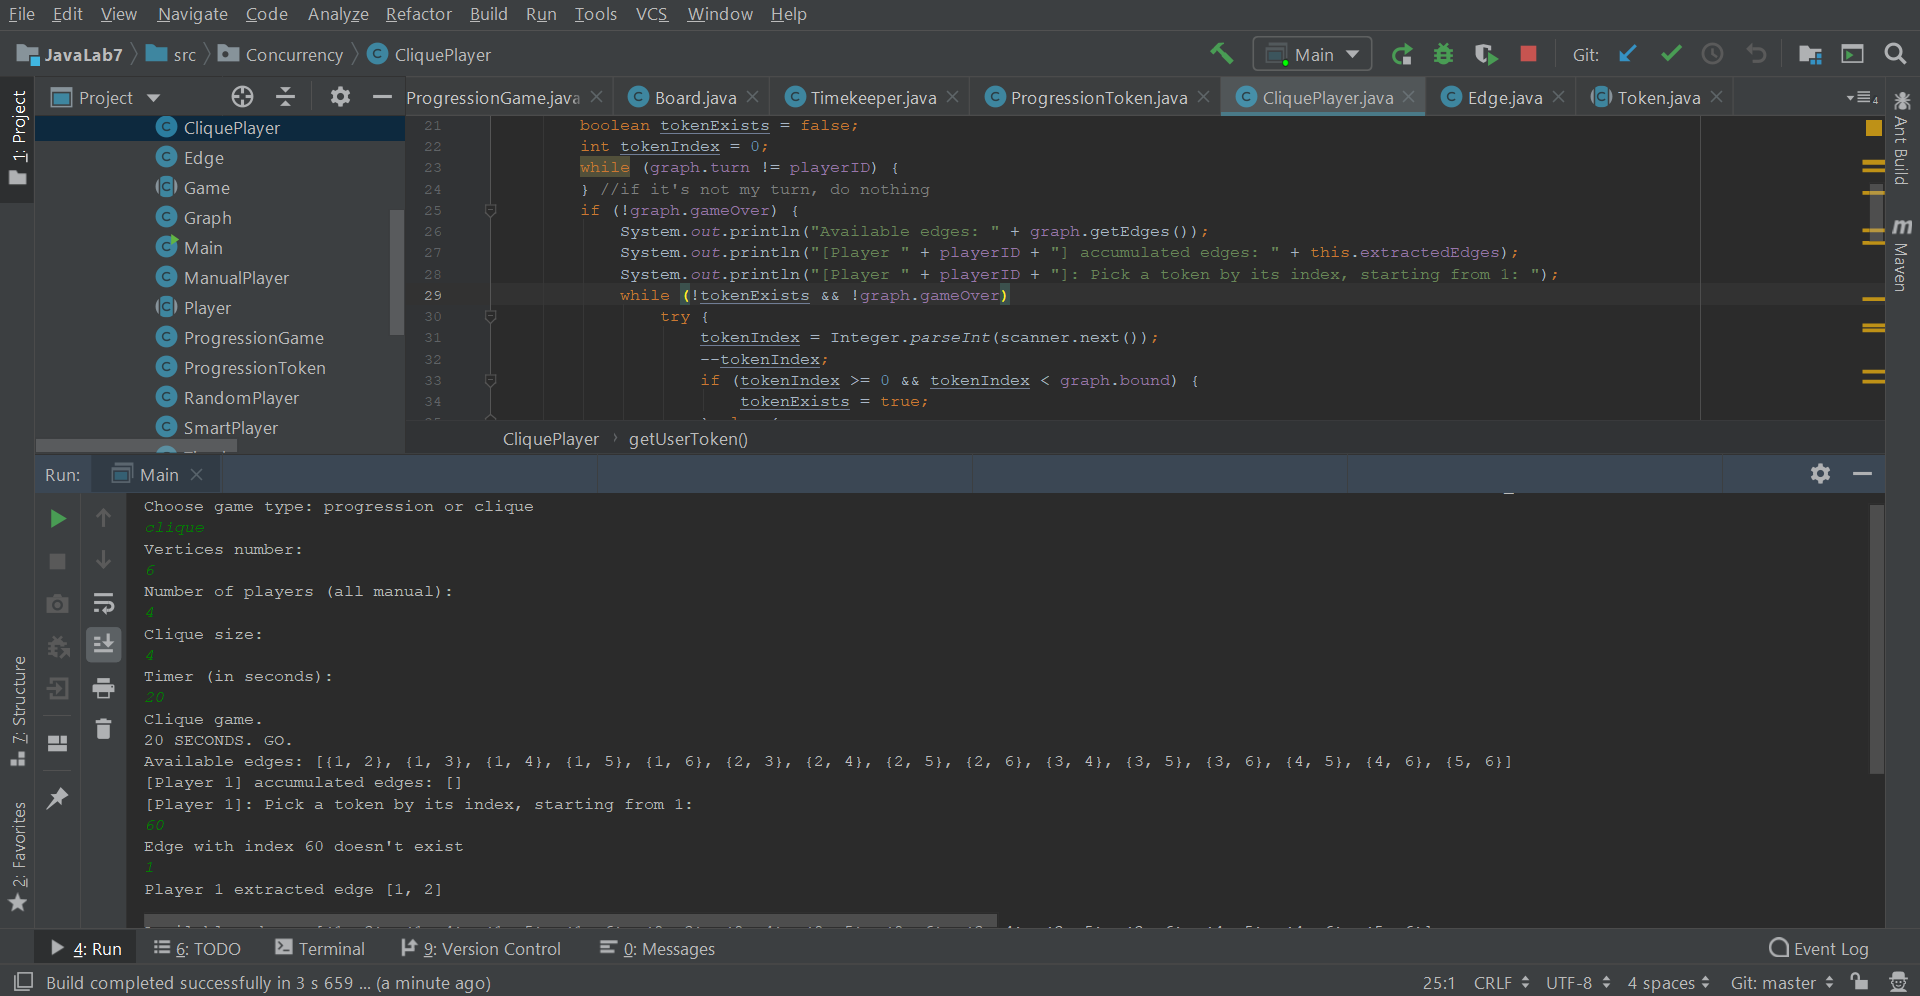 File Edit View Navigate Code Analyze Refactor Build Run Tools VCS Window Help
JavaLab7 src Concurrency CliquePlayer
Main
Git:
1: Project
Project
ProgressionGame.java Board.java Timekeeper.java ProgressionToken.java CliquePlayer.java Edge.java Token.java
4
CliquePlayer
Edge
Game
Graph
Main
ManualPlayer
Player
ProgressionGame
ProgressionToken
RandomPlayer
SmartPlayer
21 boolean tokenExists = false;
22 int tokenIndex = 0;
23 while (graph.turn != playerID) {
24 } //if it's not my turn, do nothing
25 if (!graph.gameOver) {
26 System.out.println("Available edges: " + graph.getEdges());
27 System.out.println("[Player " + playerID + "] accumulated edges: " + this.extractedEdges);
28 System.out.println("[Player " + playerID + "]: Pick a token by its index, starting from 1: ");
29 while (!tokenExists && !graph.gameOver)
30 try {
31 tokenIndex = Integer.parseInt(scanner.next());
32 --tokenIndex;
33 if (tokenIndex >= 0 && tokenIndex < graph.bound) {
34 tokenExists = true;
CliquePlayer › getUserToken()
Ant Build
Maven
Run: Main
Choose game type: progression or clique
clique
Vertices number:
6
Number of players (all manual):
4
Clique size:
4
Timer (in seconds):
20
Clique game.
20 SECONDS. GO.
Available edges: [{1, 2}, {1, 3}, {1, 4}, {1, 5}, {1, 6}, {2, 3}, {2, 4}, {2, 5}, {2, 6}, {3, 4}, {3, 5}, {3, 6}, {4, 5}, {4, 6}, {5, 6}]
[Player 1] accumulated edges: []
[Player 1]: Pick a token by its index, starting from 1:
60
Edge with index 60 doesn't exist
1
Player 1 extracted edge [1, 2]
Z: Structure
2: Favorites
4: Run 6: TODO Terminal 9: Version Control 0: Messages Event Log
Build completed successfully in 3 s 659 ... (a minute ago) 25:1 CRLF UTF-8 4 spaces Git: master